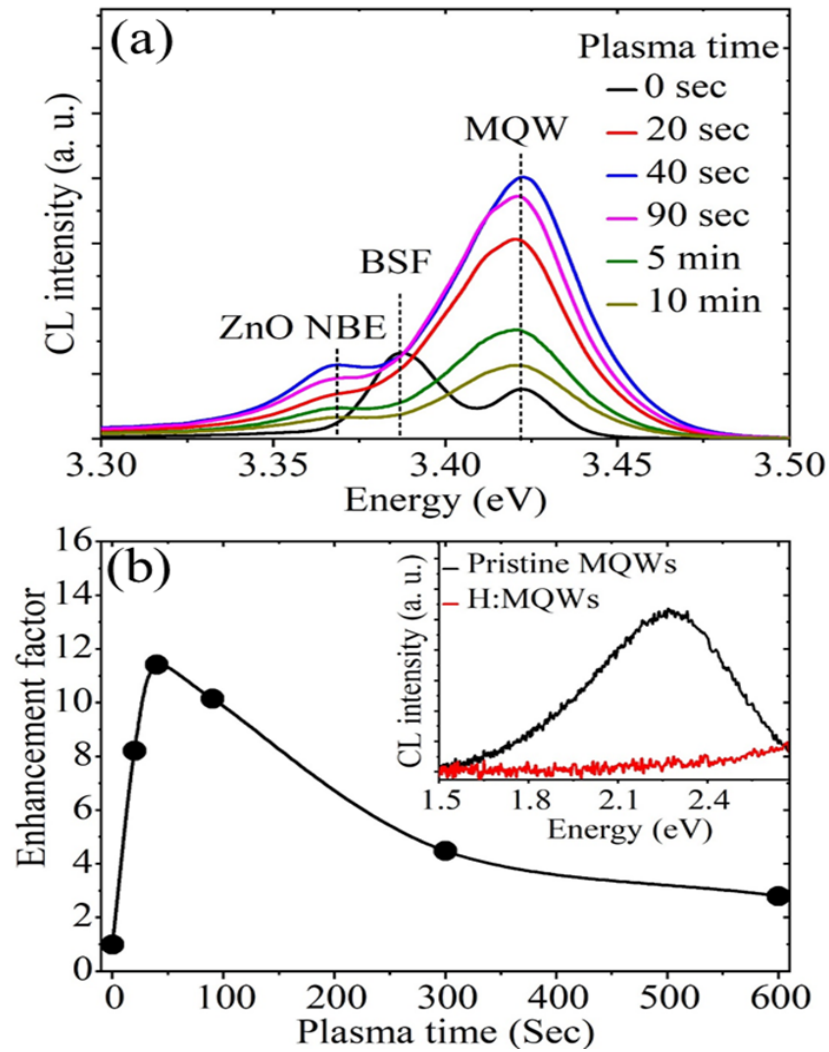 (a)
Plasma time
0 sec
20 sec
40 sec
90 sec
5 min
10 min
MQW
BSF
ZnO NBE
CL intensity (a. u.)
3.30 3.35 3.40 3.45 3.50
Energy (eV)
(b)
16
14
12
10
8
6
4
2
0
Enhancement factor
0 100 200 300 400 500 600
Plasma time (Sec)
Pristine MQWs
H:MQWs
CL intensity (a. u.)
1.5 1.8 2.1 2.4
Energy (eV)